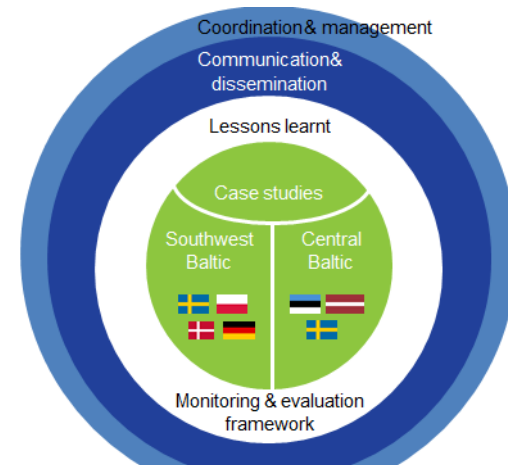 Coordination& management
Communication&
dissemination
Lessons learnt
Case studies
Southwest
Baltic
Central
Baltic
Monitoring & evaluation
framework